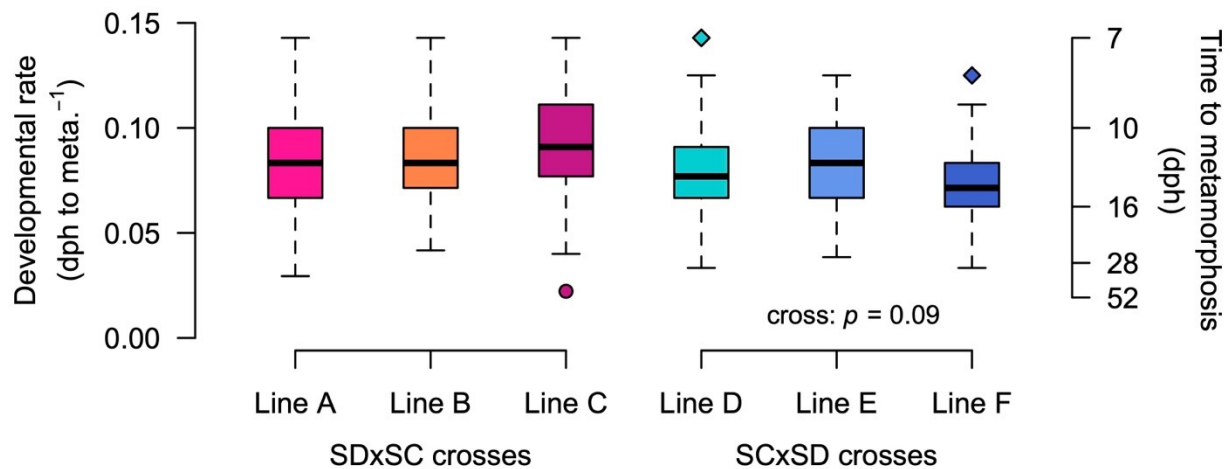 Developmental rate
(dph to meta.⁻¹)
0.15
0.10
0.05
0.00
7
10
16
28
52
Time to metamorphosis
(dph)
cross: p = 0.09
Line A
Line B
Line C
Line D
Line E
Line F
SDxSC crosses
SCxSD crosses